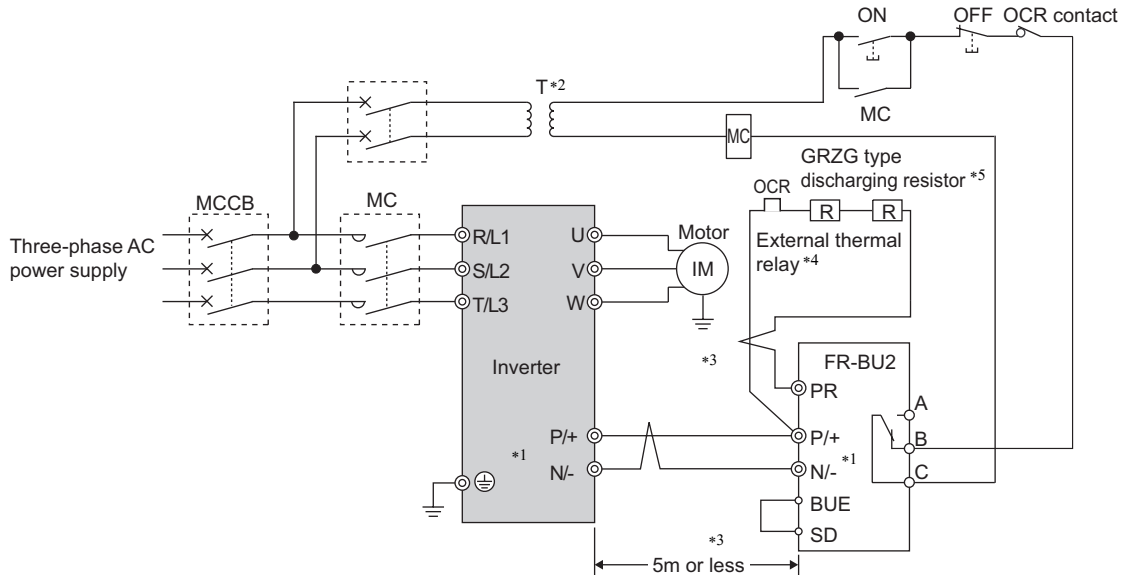 ON
OFF
OCR contact
T*2
MC
MC
GRZG type
discharging resistor *5
OCR
R
R
External thermal
relay *4
MCCB
MC
Three-phase AC
power supply
R/L1
S/L2
T/L3
U
V
W
Motor
IM
Inverter
*3
FR-BU2
PR
A
P/+
P/+
B
*1
N/-
N/-
*1
C
BUE
SD
*3
5m or less